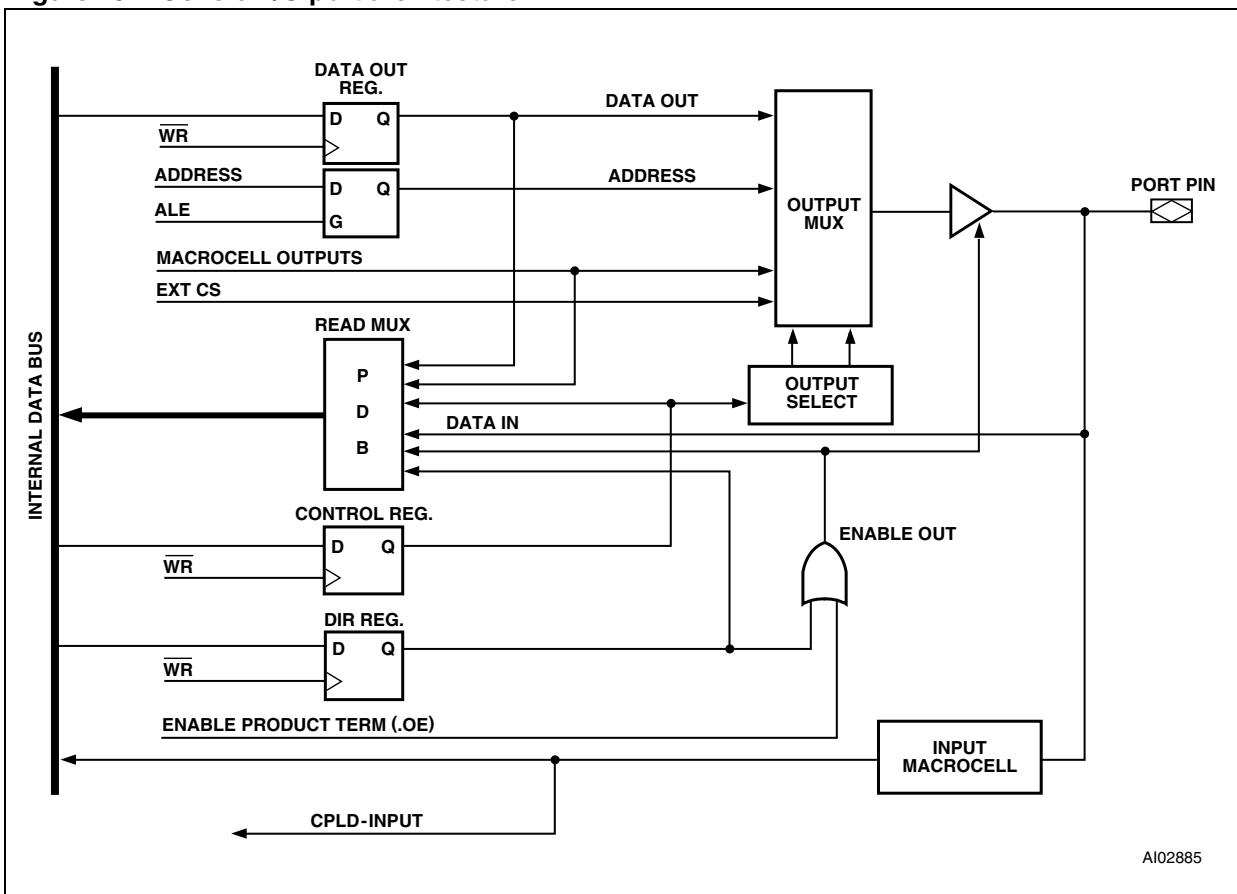 DATA OUT
REG.
D Q
WR
DATA OUT
ADDRESS
ALE
D Q
G
ADDRESS
OUTPUT
MUX
PORT PIN
MACROCELL OUTPUTS
EXT CS
READ MUX
P
D
B
OUTPUT
SELECT
DATA IN
INTERNAL DATA BUS
CONTROL REG.
D Q
WR
ENABLE OUT
DIR REG.
D Q
WR
ENABLE PRODUCT TERM (.OE)
INPUT
MACROCELL
CPLD-INPUT
AI02885